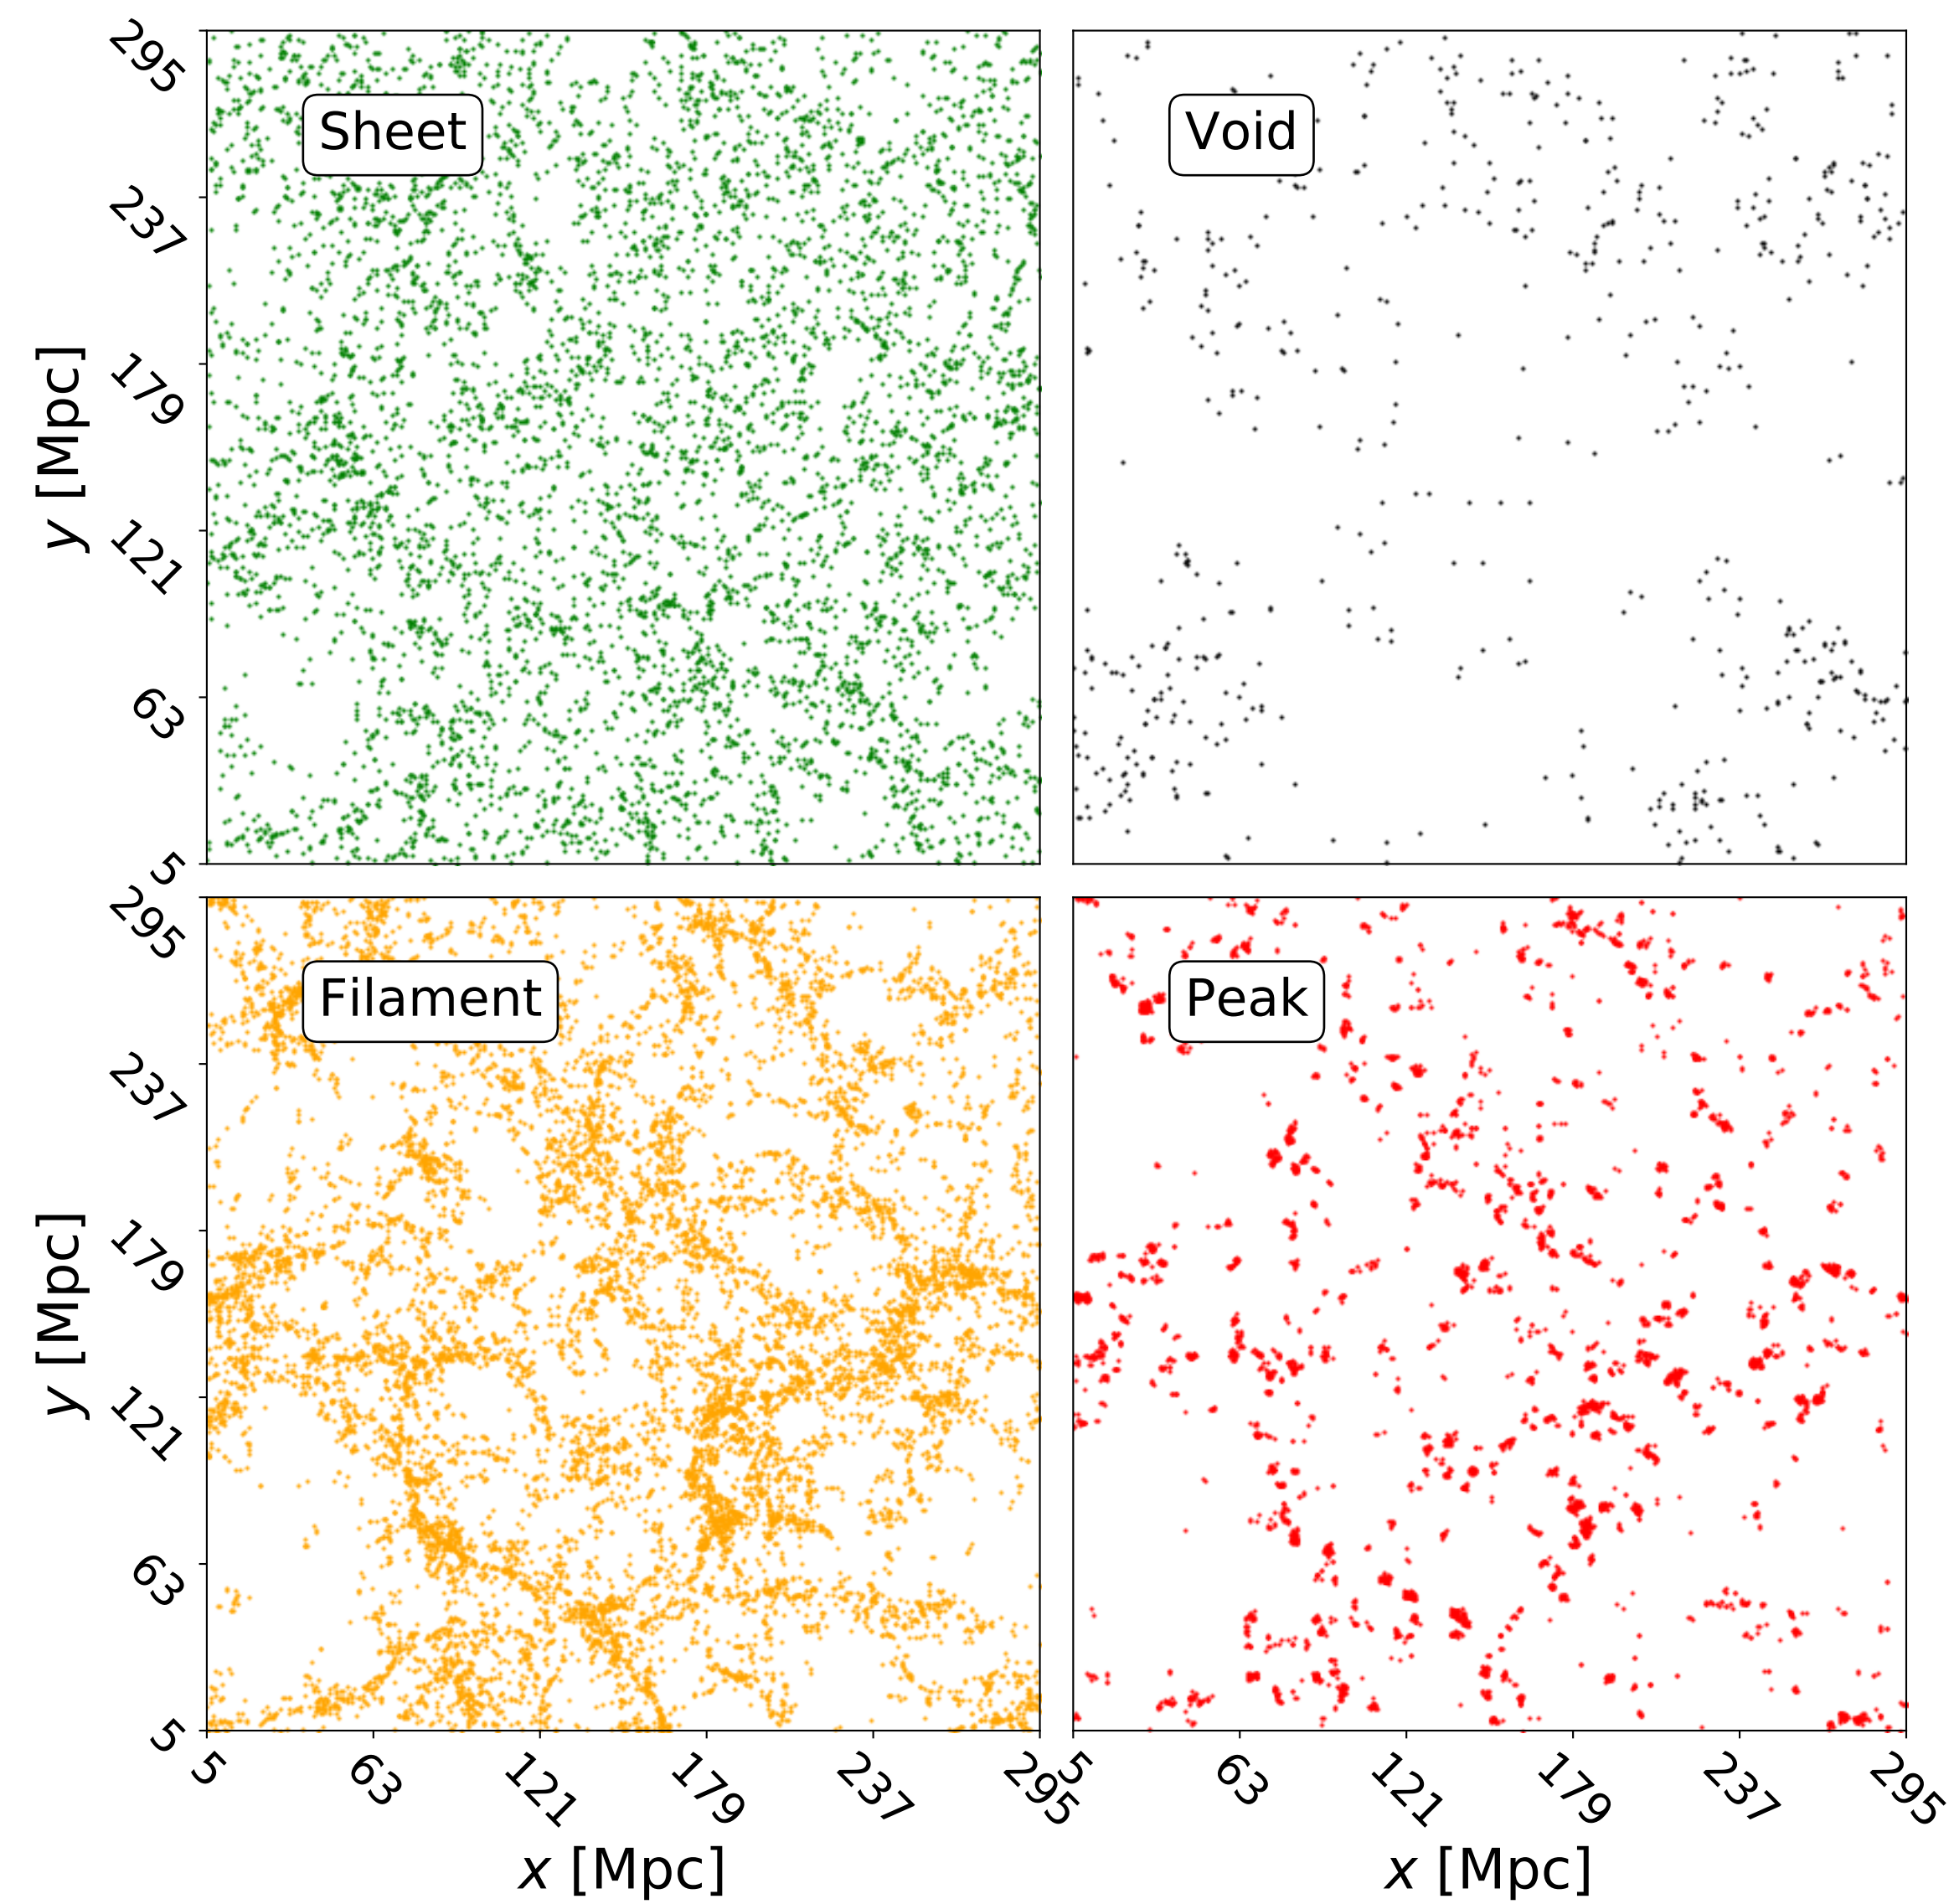 295
Sheet
Void
237
179
y [Mpc]
121
63
5
295
Filament
Peak
237
179
y [Mpc]
121
63
5
5 63 121 179 237 295 5 63 121 179 237 295
x [Mpc] x [Mpc]